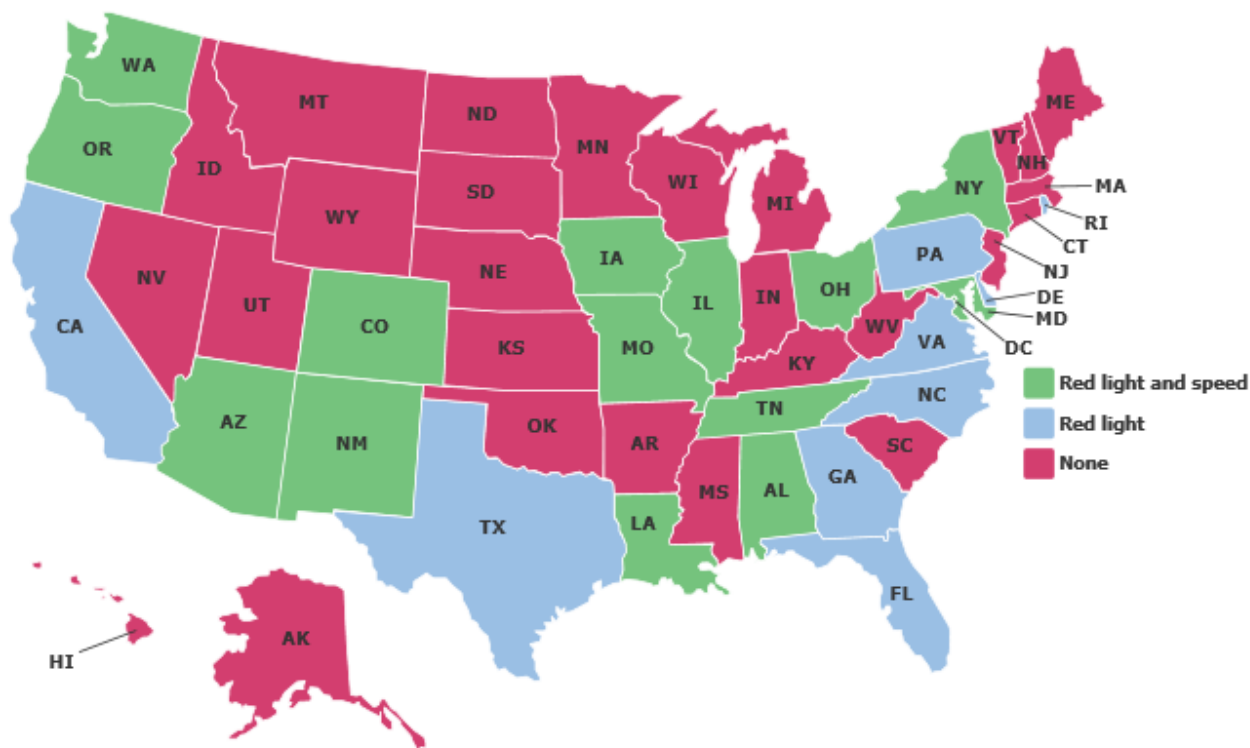 WA
MT
ND
MN
ME
OR
ID
SD
WI
MI
VT
NH
NY
MA
RI
CT
WY
IA
NE
PA
NJ
NV
UT
CO
IL
IN
OH
DE
MD
CA
KS
MO
WV
VA
DC
KY
AZ
NM
OK
AR
TN
NC
SC
MS
AL
GA
TX
LA
FL
HI
AK
Red light and speed
Red light
None